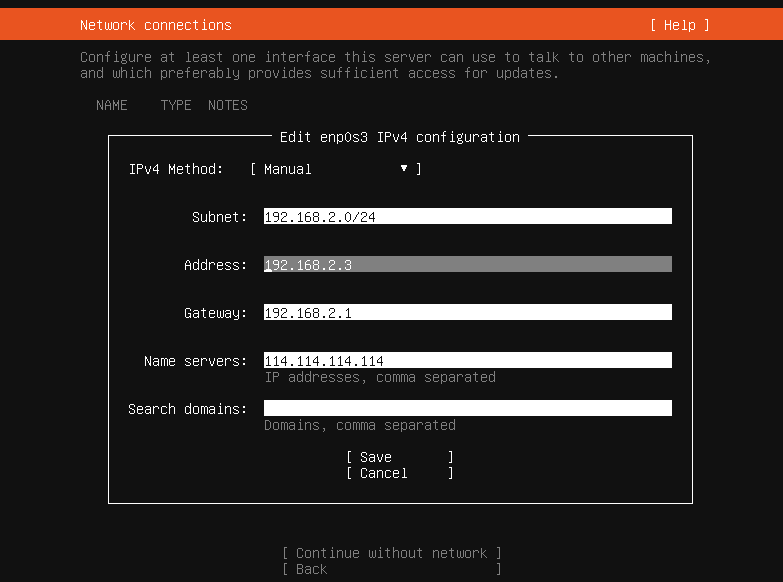 Network connections [ Help ]
Configure at least one interface this server can use to talk to other machines,
and which preferably provides sufficient access for updates.
NAME TYPE NOTES
Edit enp0s3 IPv4 configuration
IPv4 Method: [ Manual ▼ ]
Subnet: 192.168.2.0/24
Address: 192.168.2.3
Gateway: 192.168.2.1
Name servers: 114.114.114.114
IP addresses, comma separated
Search domains:
Domains, comma separated
[ Save ]
[ Cancel ]
[ Continue without network ]
[ Back ]